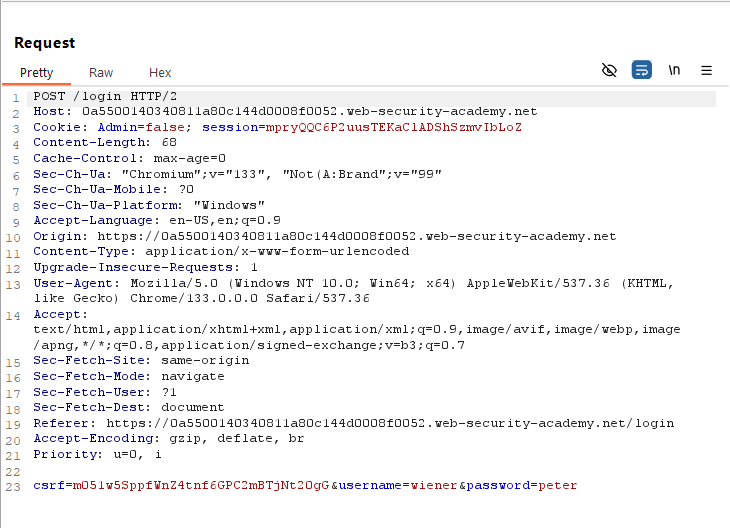 Request
Pretty Raw Hex \n
1 POST /login HTTP/2
2 Host: 0a5500140340811a80c144d0008f0052.web-security-academy.net
3 Cookie: Admin=false; session=mpryQQC6P2uusTEKaClADShSzmvIbLoZ
4 Content-Length: 68
5 Cache-Control: max-age=0
6 Sec-Ch-Ua: "Chromium";v="133", "Not(A:Brand";v="99"
7 Sec-Ch-Ua-Mobile: ?0
8 Sec-Ch-Ua-Platform: "Windows"
9 Accept-Language: en-US,en;q=0.9
10 Origin: https://0a5500140340811a80c144d0008f0052.web-security-academy.net
11 Content-Type: application/x-www-form-urlencoded
12 Upgrade-Insecure-Requests: 1
13 User-Agent: Mozilla/5.0 (Windows NT 10.0; Win64; x64) AppleWebKit/537.36 (KHTML,
like Gecko) Chrome/133.0.0.0 Safari/537.36
14 Accept:
text/html,application/xhtml+xml,application/xml;q=0.9,image/avif,image/webp,image
/apng,*/*;q=0.8,application/signed-exchange;v=b3;q=0.7
15 Sec-Fetch-Site: same-origin
16 Sec-Fetch-Mode: navigate
17 Sec-Fetch-User: ?1
18 Sec-Fetch-Dest: document
19 Referer: https://0a5500140340811a80c144d0008f0052.web-security-academy.net/login
20 Accept-Encoding: gzip, deflate, br
21 Priority: u=0, i
22
23 csrf=mO51w5SppfWnZ4tnf6GPC2mBTjNt2OgG&username=wiener&password=peter